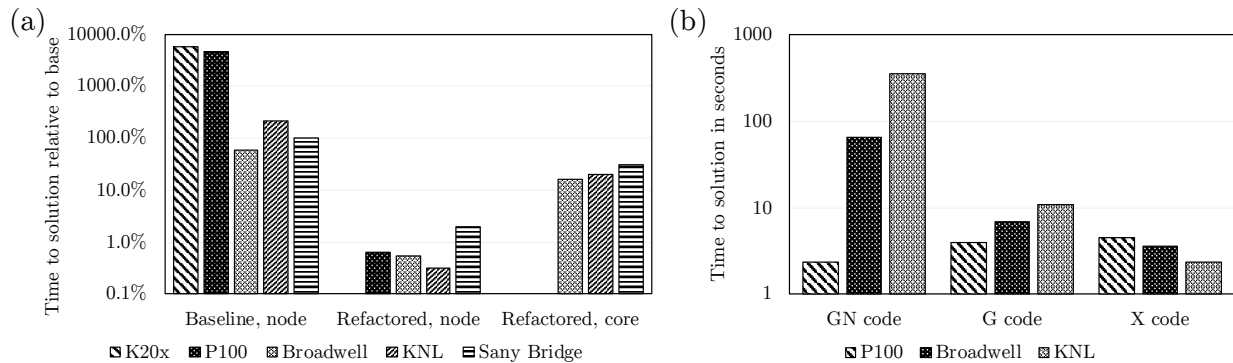 (a)
Time to solution relative to base
10000.0%
1000.0%
100.0%
10.0%
1.0%
0.1%
Baseline, node Refactored, node Refactored, core
K20x P100 Broadwell KNL Sany Bridge
(b)
Time to solution in seconds
1000
100
10
1
GN code G code X code
P100 Broadwell KNL